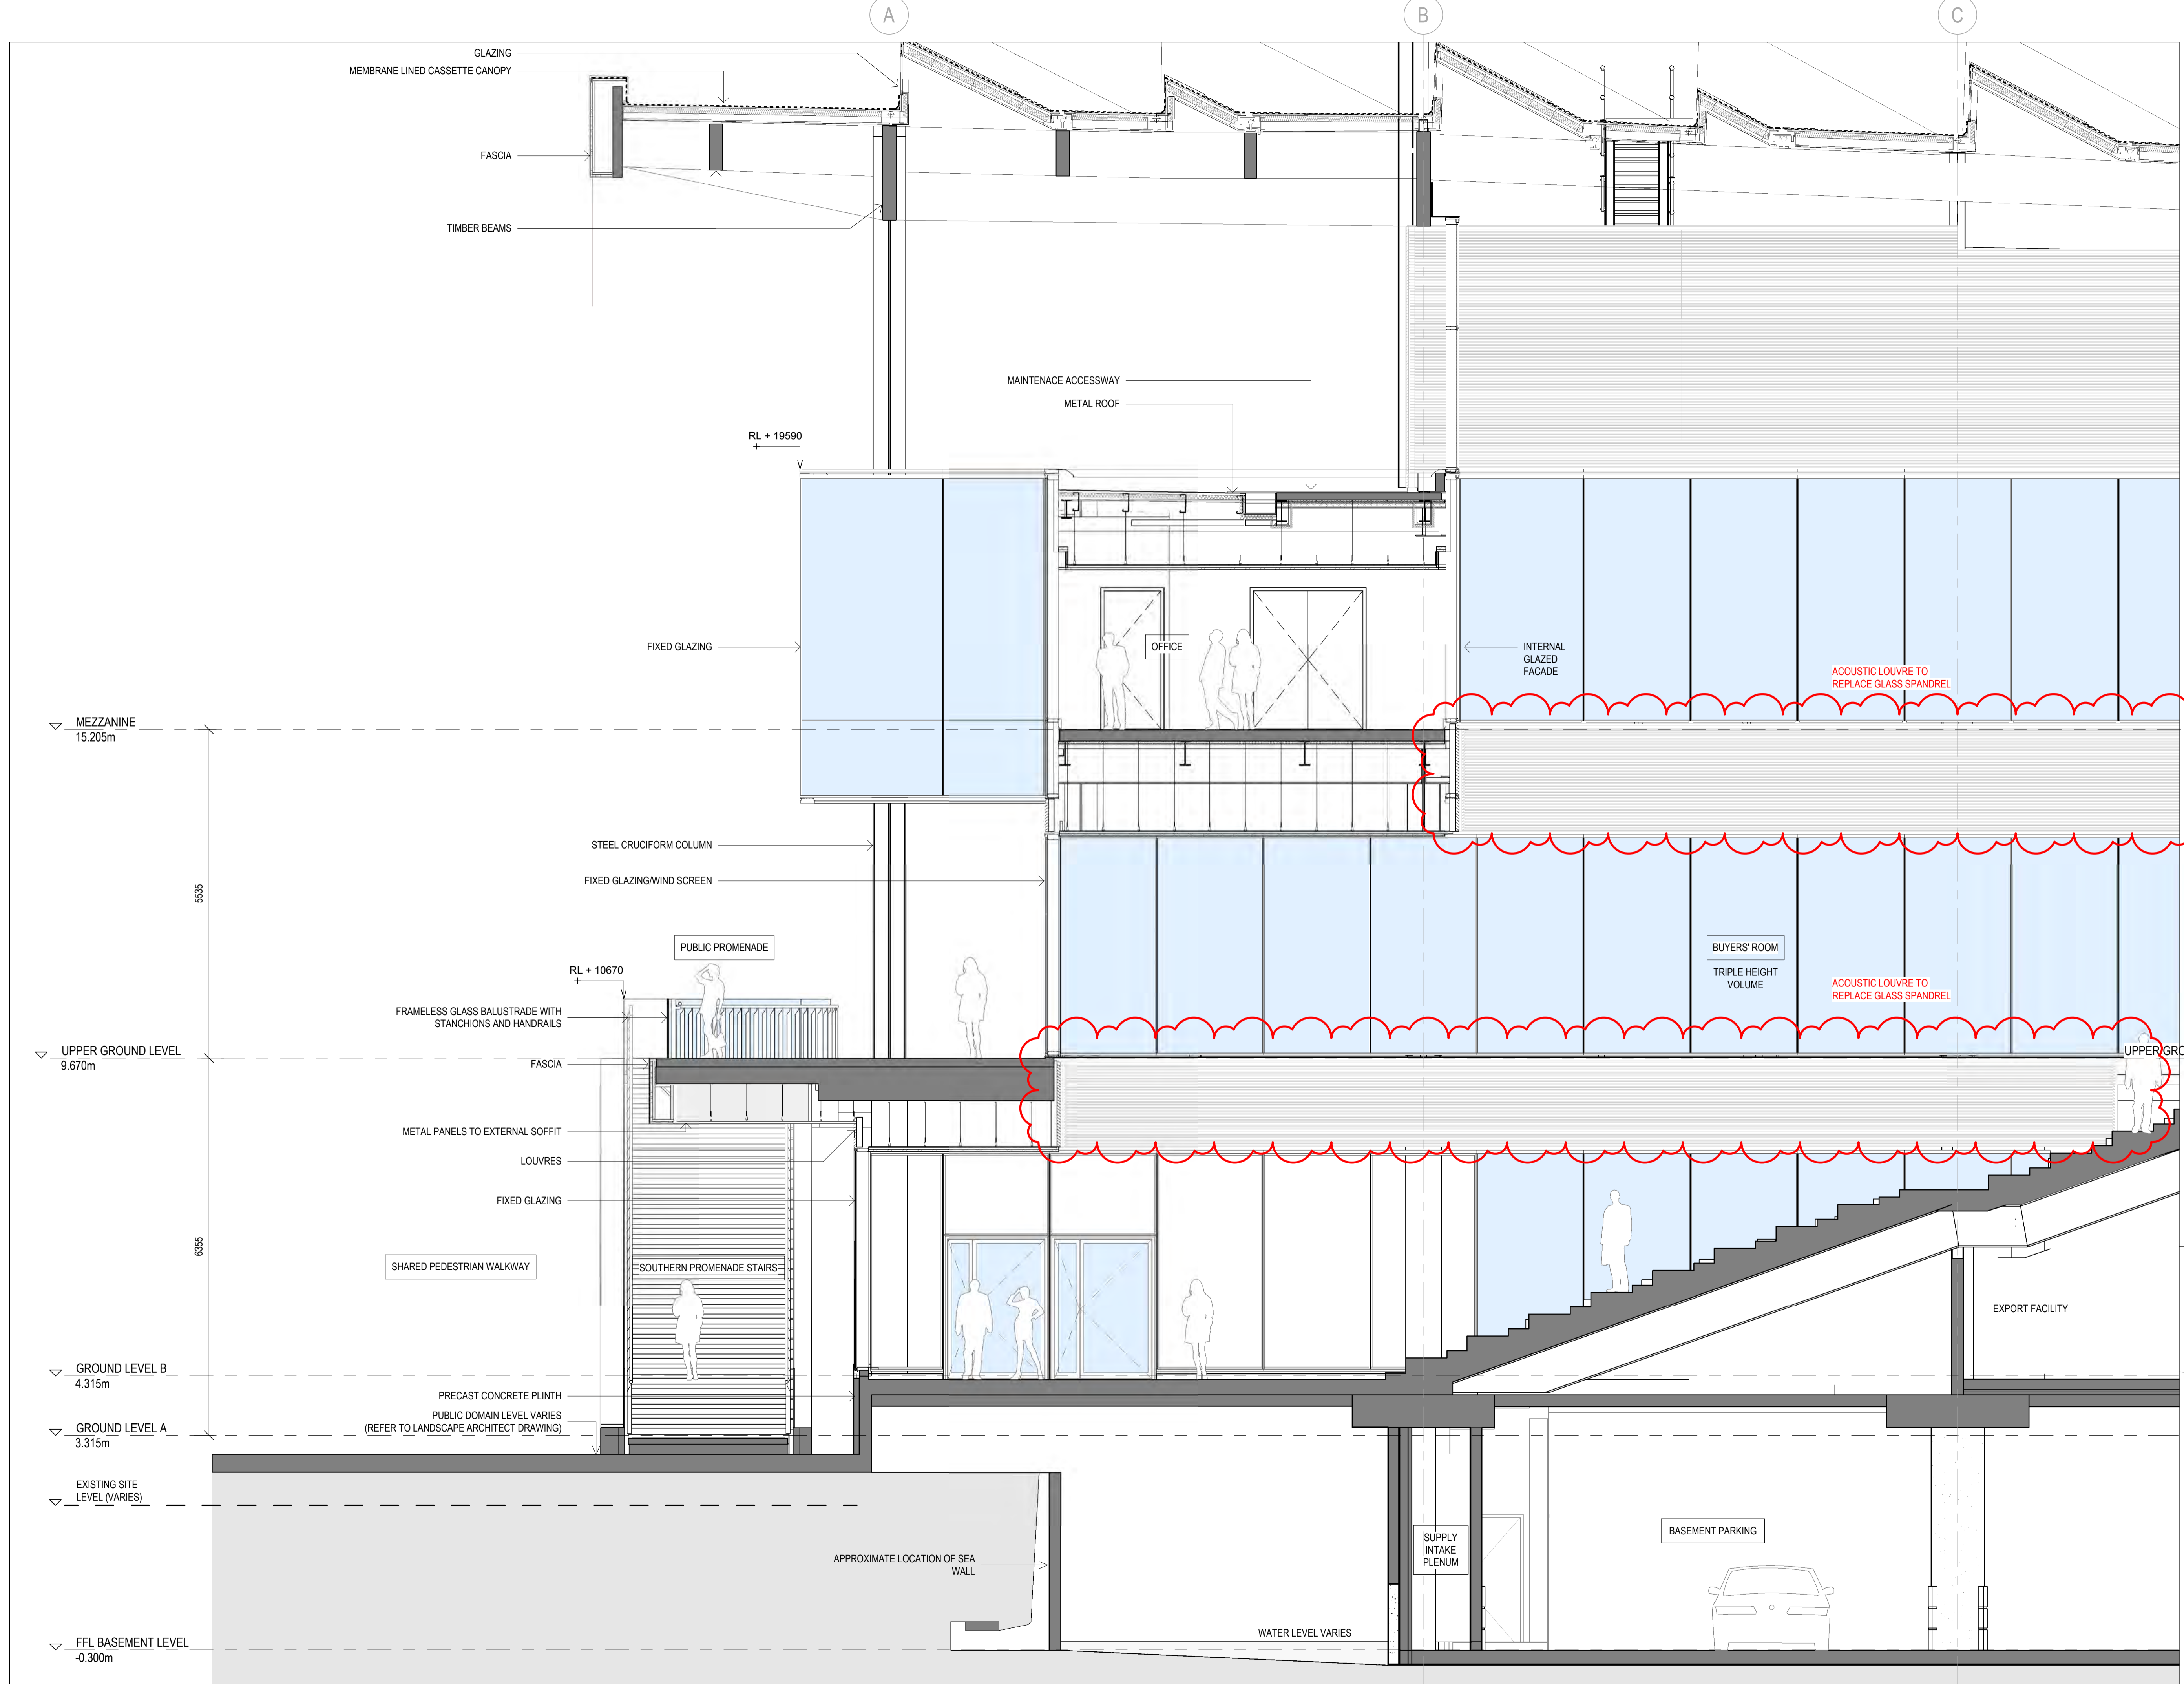 A
B
C
GLAZING
MEMBRANE LINED CASSETTE CANOPY
FASCIA
TIMBER BEAMS
MAINTENACE ACCESSWAY
METAL ROOF
RL + 19590
FIXED GLAZING
OFFICE
INTERNAL
GLAZED
FACADE
ACOUSTIC LOUVRE TO
REPLACE GLASS SPANDREL
MEZZANINE
15.205m
STEEL CRUCIFORM COLUMN
FIXED GLAZING/WIND SCREEN
5535
PUBLIC PROMENADE
BUYERS' ROOM
TRIPLE HEIGHT
VOLUME
RL + 10670
ACOUSTIC LOUVRE TO
REPLACE GLASS SPANDREL
FRAMELESS GLASS BALUSTRADE WITH
STANCHIONS AND HANDRAILS
UPPER GROUND LEVEL
9.670m
UPPER GRO
FASCIA
METAL PANELS TO EXTERNAL SOFFIT
LOUVRES
FIXED GLAZING
6355
SHARED PEDESTRIAN WALKWAY
SOUTHERN PROMENADE STAIRS
EXPORT FACILITY
GROUND LEVEL B
4.315m
PRECAST CONCRETE PLINTH
PUBLIC DOMAIN LEVEL VARIES
(REFER TO LANDSCAPE ARCHITECT DRAWING)
GROUND LEVEL A
3.315m
EXISTING SITE
LEVEL (VARIES)
SUPPLY
INTAKE
PLENUM
BASEMENT PARKING
APPROXIMATE LOCATION OF SEA
WALL
WATER LEVEL VARIES
FFL BASEMENT LEVEL
-0.300m